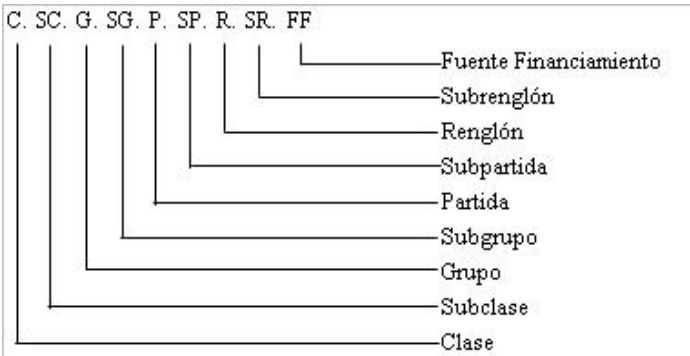 C. SC. G. SG. P. SP. R. SR. FF
Fuente Financiamiento
Subrenglón
Renglón
Subpartida
Partida
Subgrupo
Grupo
Subclase
Clase